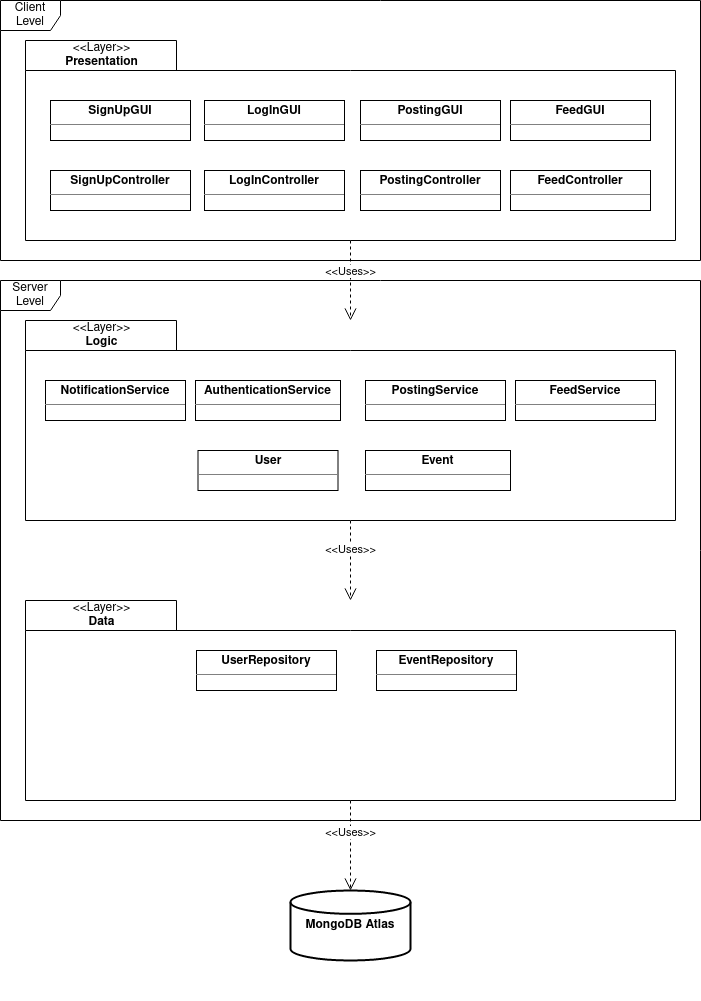 Client
Level
<<Layer>>
Presentation
SignUpGUI
LogInGUI
PostingGUI
FeedGUI
SignUpController
LogInController
PostingController
FeedController
<<Uses>>
Server
Level
<<Layer>>
Logic
NotificationService
AuthenticationService
PostingService
FeedService
User
Event
<<Uses>>
<<Layer>>
Data
UserRepository
EventRepository
<<Uses>>
MongoDB Atlas